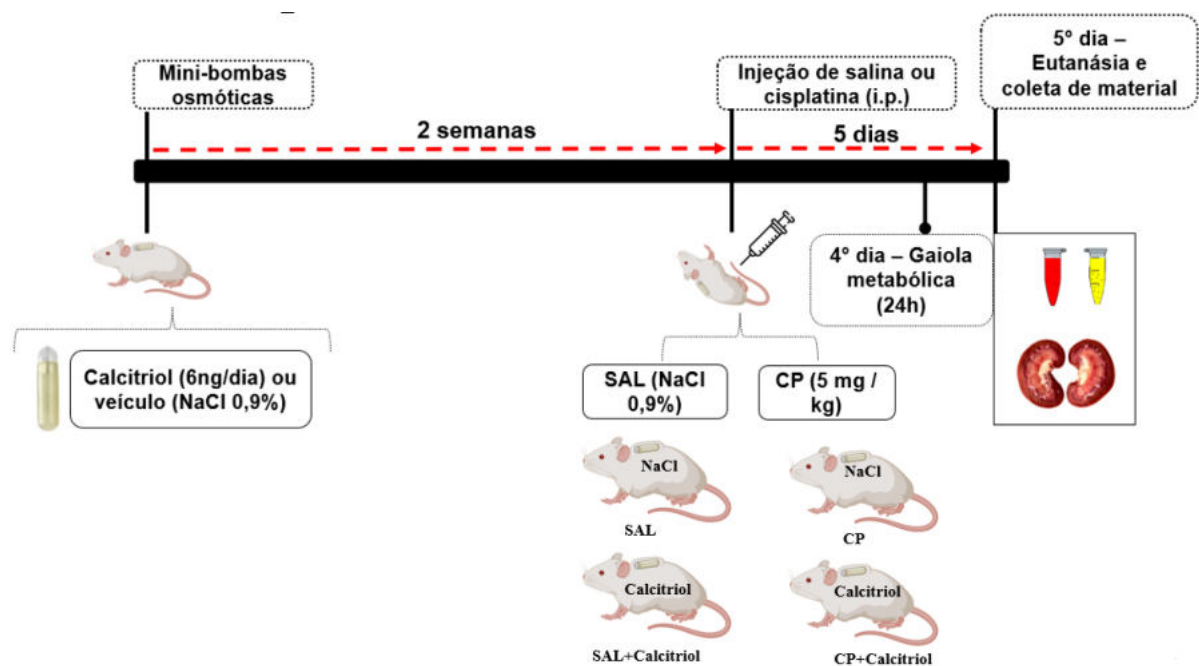 Mini-bombas
osmóticas
Injeção de salina ou
cisplatina (i.p.)
5º dia –
Eutanásia e
coleta de material
2 semanas
5 dias
4º dia – Gaiola
metabólica
(24h)
Calcitriol (6ng/dia) ou
veículo (NaCl 0,9%)
SAL (NaCl
0,9%)
CP (5 mg /
kg)
NaCl
SAL
NaCl
CP
Calcitriol
SAL+Calcitriol
Calcitriol
CP+Calcitriol